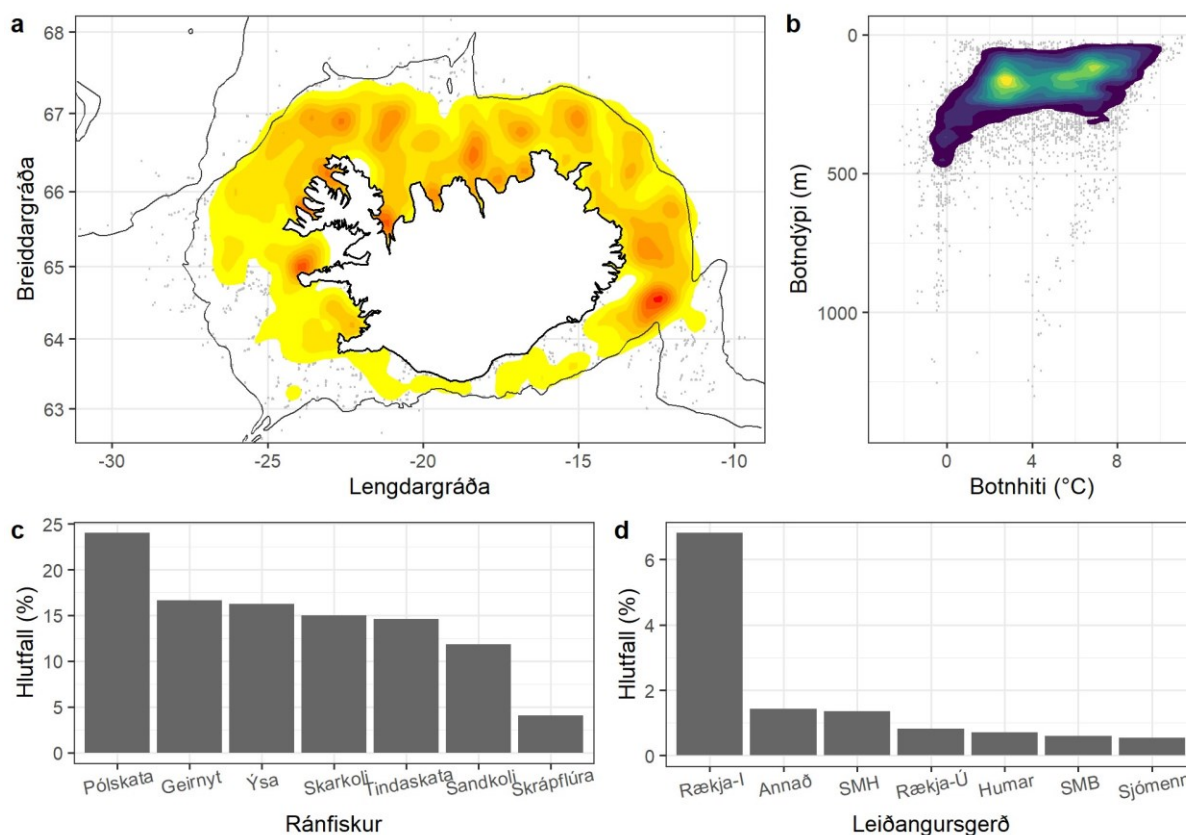 a
68
67
66
65
64
63
Breiddargráða
-30
-25
-20
-15
-10
Lengdargráða
b
0
500
1000
Botndýpi (m)
0
4
8
Botnhiti (°C)
c
25
20
15
10
5
0
Hlutfall (%)
Pólskata
Geirnyt
Ýsa
Skarkoli
Tindaskata
Sandkoli
Skrápflúra
Ránfiskur
d
6
4
2
0
Hlutfall (%)
Rækja-I
Annað
SMH
Rækja-Ú
Humar
SMB
Sjómenn
Leiðangursgerð